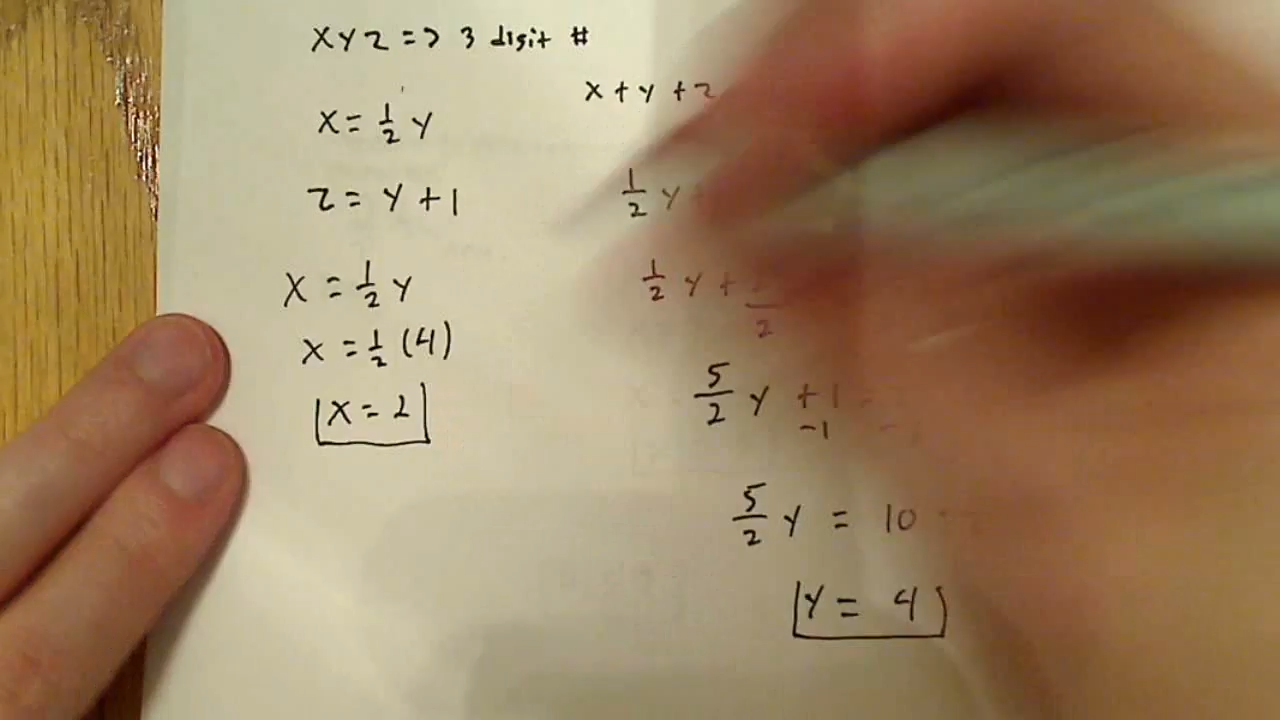 XYZ => 3 digit #
X = 1/2 Y
Z = Y + 1
X = 1/2 Y
X = 1/2 (4)
X = 2
X + Y + Z
1/2 Y +
1/2 Y + /2
5/2 Y + 1
-1
5/2 Y = 10
Y = 4